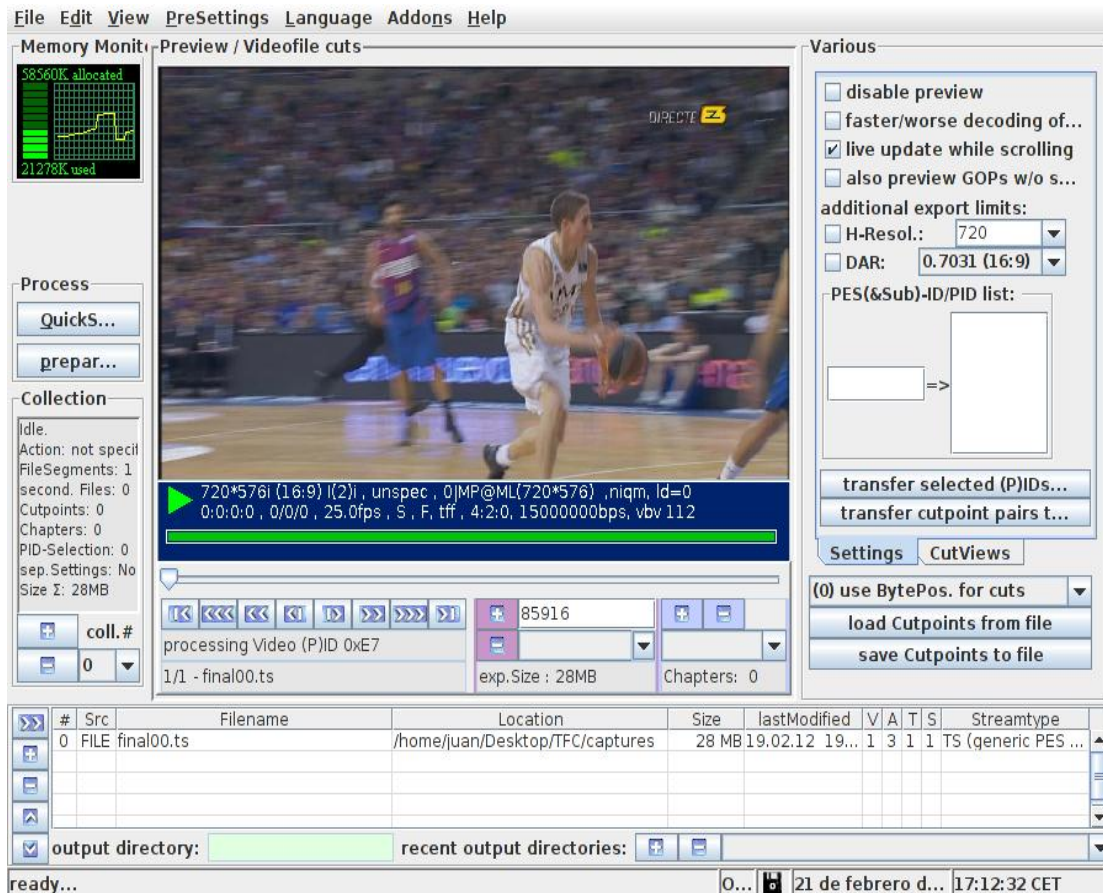 File Edit View PreSettings Language Addons Help
Memory Monit
58560K allocated
21278K used
Process
QuickS...
prepar...
Collection
Idle.
Action: not specif
FileSegments: 1
second. Files: 0
Cutpoints: 0
Chapters: 0
PID-Selection: 0
sep.Settings: No
Size Σ: 28MB
coll.#
0
Preview / Videofile cuts
DIRECTE
720*576i (16:9) I(2)i , unspec , 0|MP@ML(720*576) ,niqm, ld=0
0:0:0:0 , 0/0/0 , 25.0fps , S , F, tff , 4:2:0, 15000000bps, vbv 112
processing Video (P)ID 0xE7
1/1 - final00.ts
85916
exp.Size : 28MB
Chapters: 0
Various
disable preview
faster/worse decoding of...
live update while scrolling
also preview GOPs w/o s...
additional export limits:
H-Resol.: 720
DAR: 0.7031 (16:9)
PES(&Sub)-ID/PID list:
=>
transfer selected (P)IDs...
transfer cutpoint pairs t...
Settings CutViews
(0) use BytePos. for cuts
load Cutpoints from file
save Cutpoints to file
# Src Filename Location Size lastModified V A T S Streamtype
0 FILE final00.ts /home/juan/Desktop/TFC/captures 28 MB 19.02.12 19... 1 3 1 1 TS (generic PES ...
output directory: recent output directories:
ready... O... 21 de febrero d... 17:12:32 CET